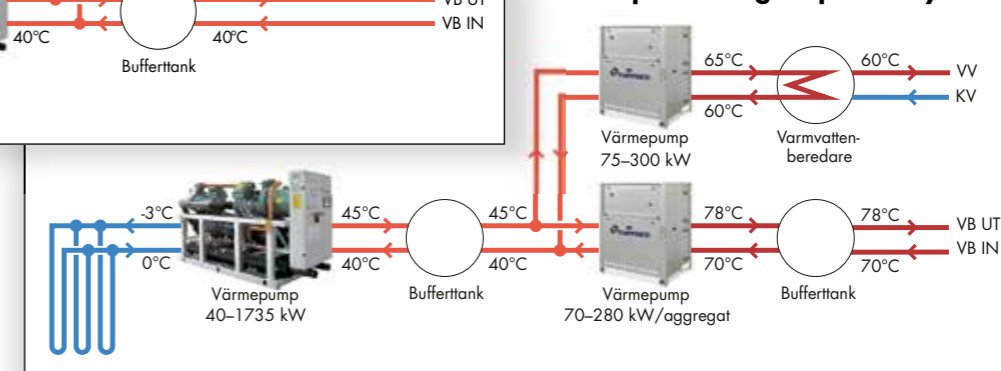 VB IN
40°C
40°C
Bufferttank
65°C
60°C
VV
KV
60°C
Värmepump
75–300 kW
Varmvatten-
beredare
-3°C
0°C
Värmepump
40–1735 kW
45°C
40°C
Bufferttank
45°C
40°C
78°C
70°C
Värmepump
70–280 kW/aggregat
78°C
70°C
Bufferttank
VB UT
VB IN